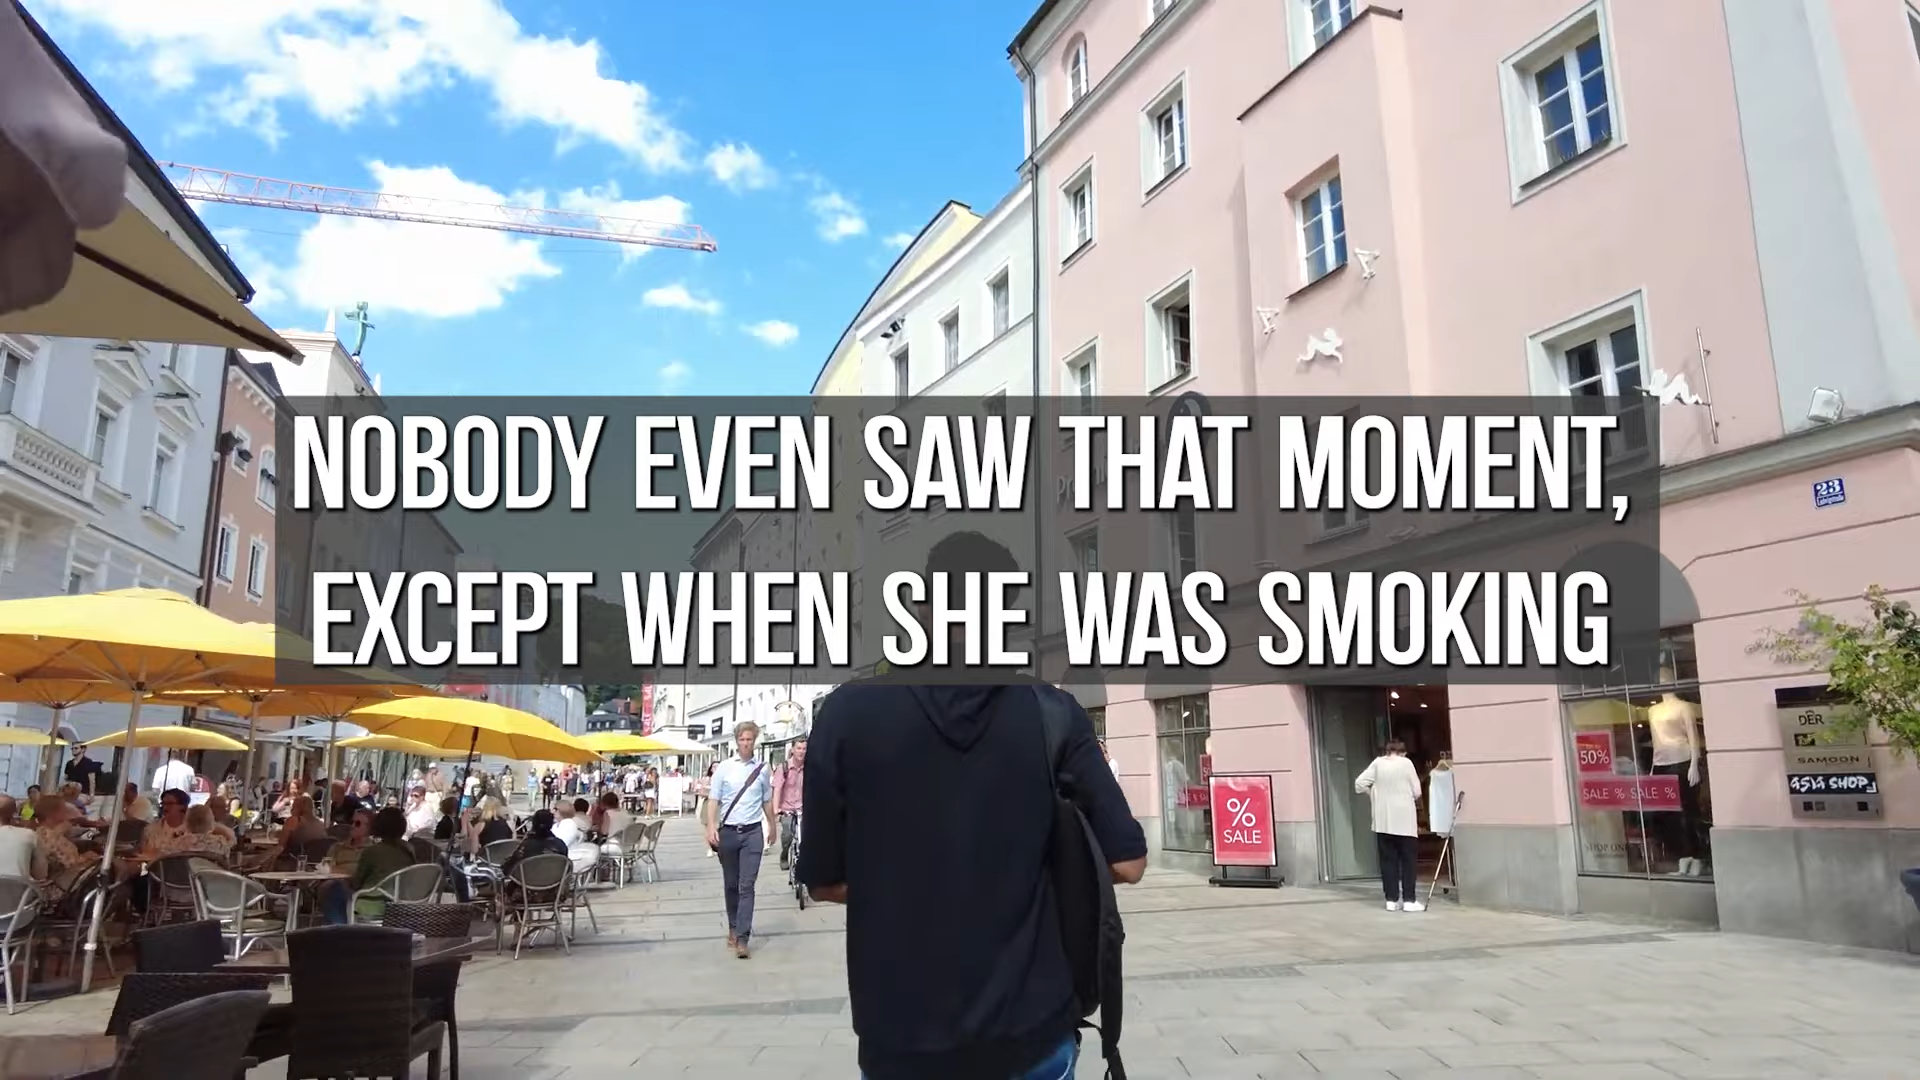 NOBODY EVEN SAW THAT MOMENT,
EXCEPT WHEN SHE WAS SMOKING
23
%
SALE
50%
SALE % SALE %
DER
SAMOON
ASIA SHOP